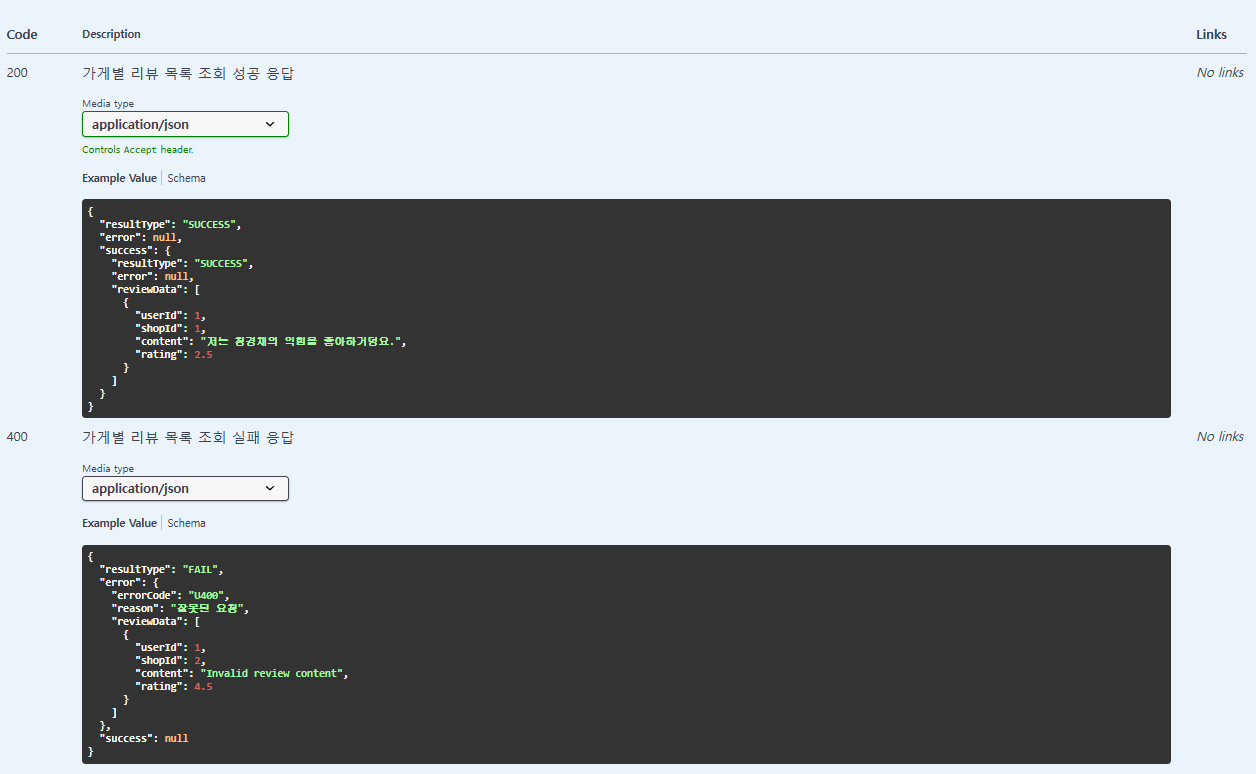 Code Description Links
200 가게별 리뷰 목록 조회 성공 응답 No links
Media type
application/json
Controls Accept header.
Example Value Schema
{
"resultType": "SUCCESS",
"error": null,
"success": {
"resultType": "SUCCESS",
"error": null,
"reviewData": [
{
"userId": 1,
"shopId": 1,
"content": "저는 청경채의 익힘을 좋아하거덩요.",
"rating": 2.5
}
]
}
}
400 가게별 리뷰 목록 조회 실패 응답 No links
Media type
application/json
Example Value Schema
{
"resultType": "FAIL",
"error": {
"errorCode": "U400",
"reason": "잘못된 요청",
"reviewData": [
{
"userId": 1,
"shopId": 2,
"content": "Invalid review content",
"rating": 4.5
}
]
},
"success": null
}